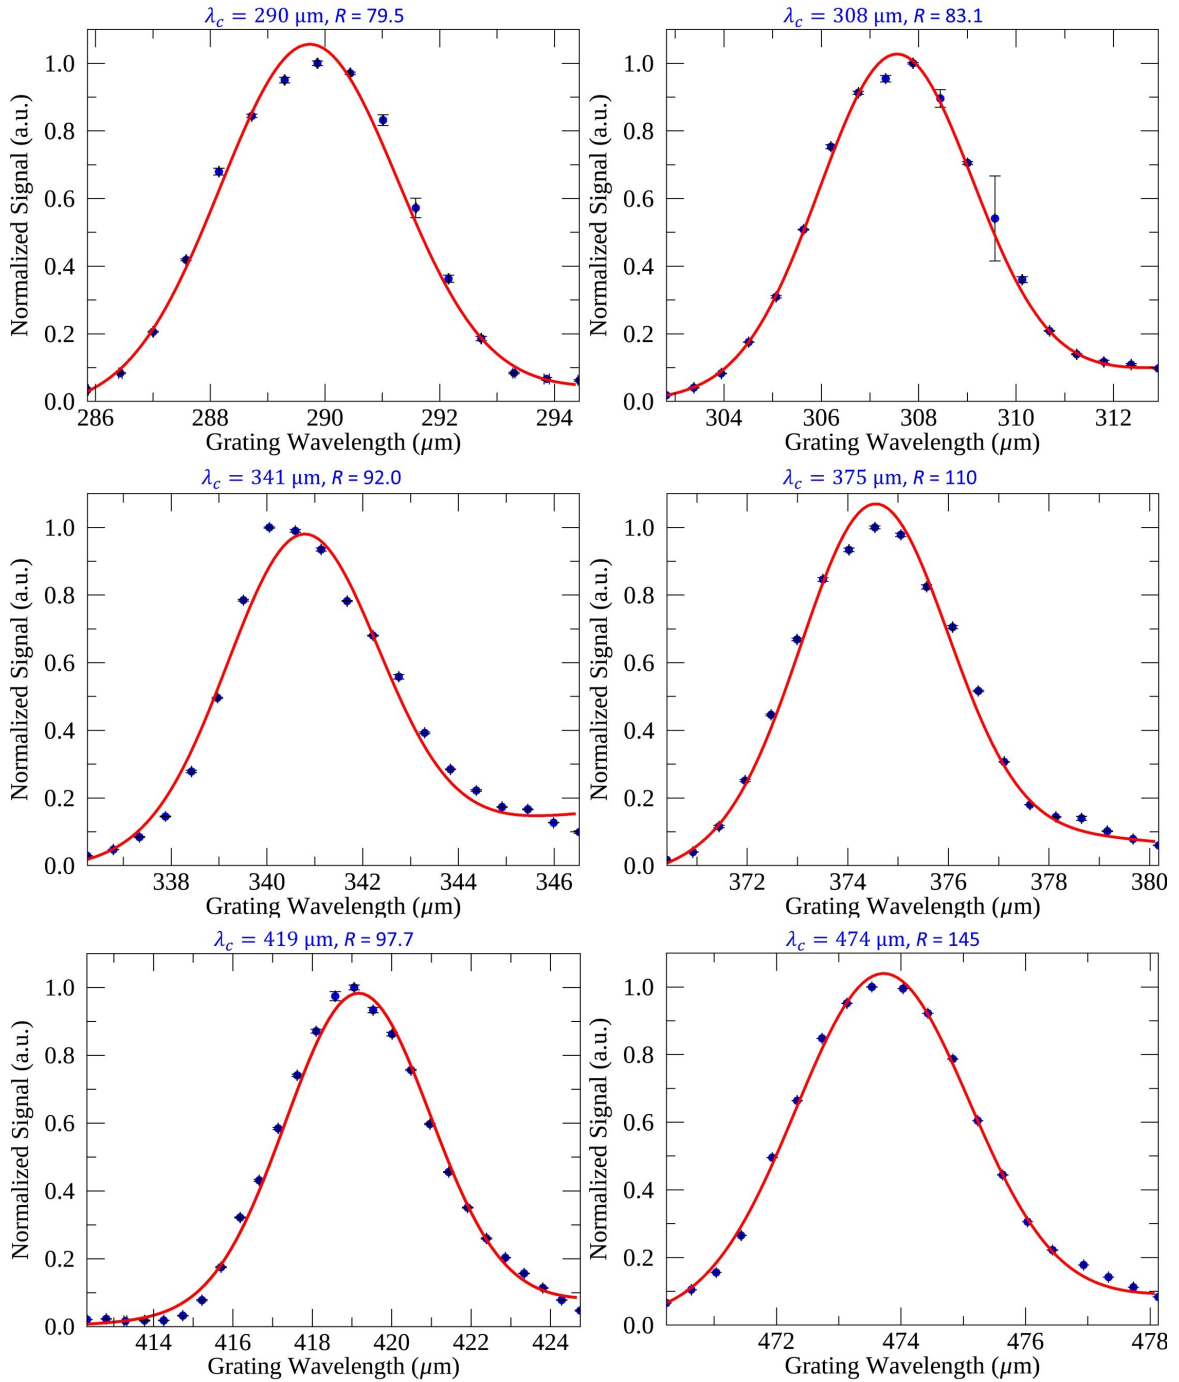 λc = 290 µm, R = 79.5
λc = 308 µm, R = 83.1
Normalized Signal (a.u.)
1.0
0.8
0.6
0.4
0.2
0.0
286 288 290 292 294
Grating Wavelength (µm)
Normalized Signal (a.u.)
1.0
0.8
0.6
0.4
0.2
0.0
304 306 308 310 312
Grating Wavelength (µm)
λc = 341 µm, R = 92.0
λc = 375 µm, R = 110
Normalized Signal (a.u.)
1.0
0.8
0.6
0.4
0.2
0.0
338 340 342 344 346
Grating Wavelength (µm)
Normalized Signal (a.u.)
1.0
0.8
0.6
0.4
0.2
0.0
372 374 376 378 380
Grating Wavelength (µm)
λc = 419 µm, R = 97.7
λc = 474 µm, R = 145
Normalized Signal (a.u.)
1.0
0.8
0.6
0.4
0.2
0.0
414 416 418 420 422 424
Grating Wavelength (µm)
Normalized Signal (a.u.)
1.0
0.8
0.6
0.4
0.2
0.0
472 474 476 478
Grating Wavelength (µm)